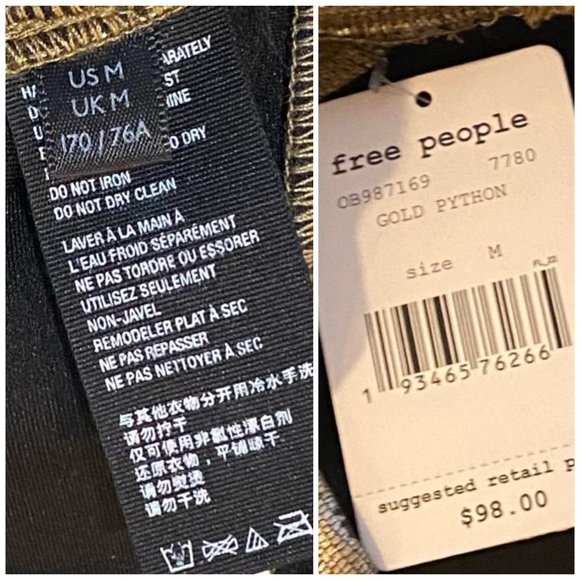 US M
UK M
170/76A
ARATELY
ST
INE
O DRY
DO NOT IRON
DO NOT DRY CLEAN
LAVER À LA MAIN À
L'EAU FROID SÉPARÉMENT
NE PAS TORDRE OU ESSORER
UTILISEZ SEULEMENT
NON-JAVEL
REMODELER PLAT À SEC
NE PAS REPASSER
NE PAS NETTOYER À SEC
与其他衣物分开用冷水手洗
请勿拧干
仅可使用非氯性漂白剂
还原衣物，平铺晾干
请勿熨烫
请勿干洗
free people
OB987169 7780
GOLD PYTHON
size M
1 93465 76266
suggested retail p
$98.00